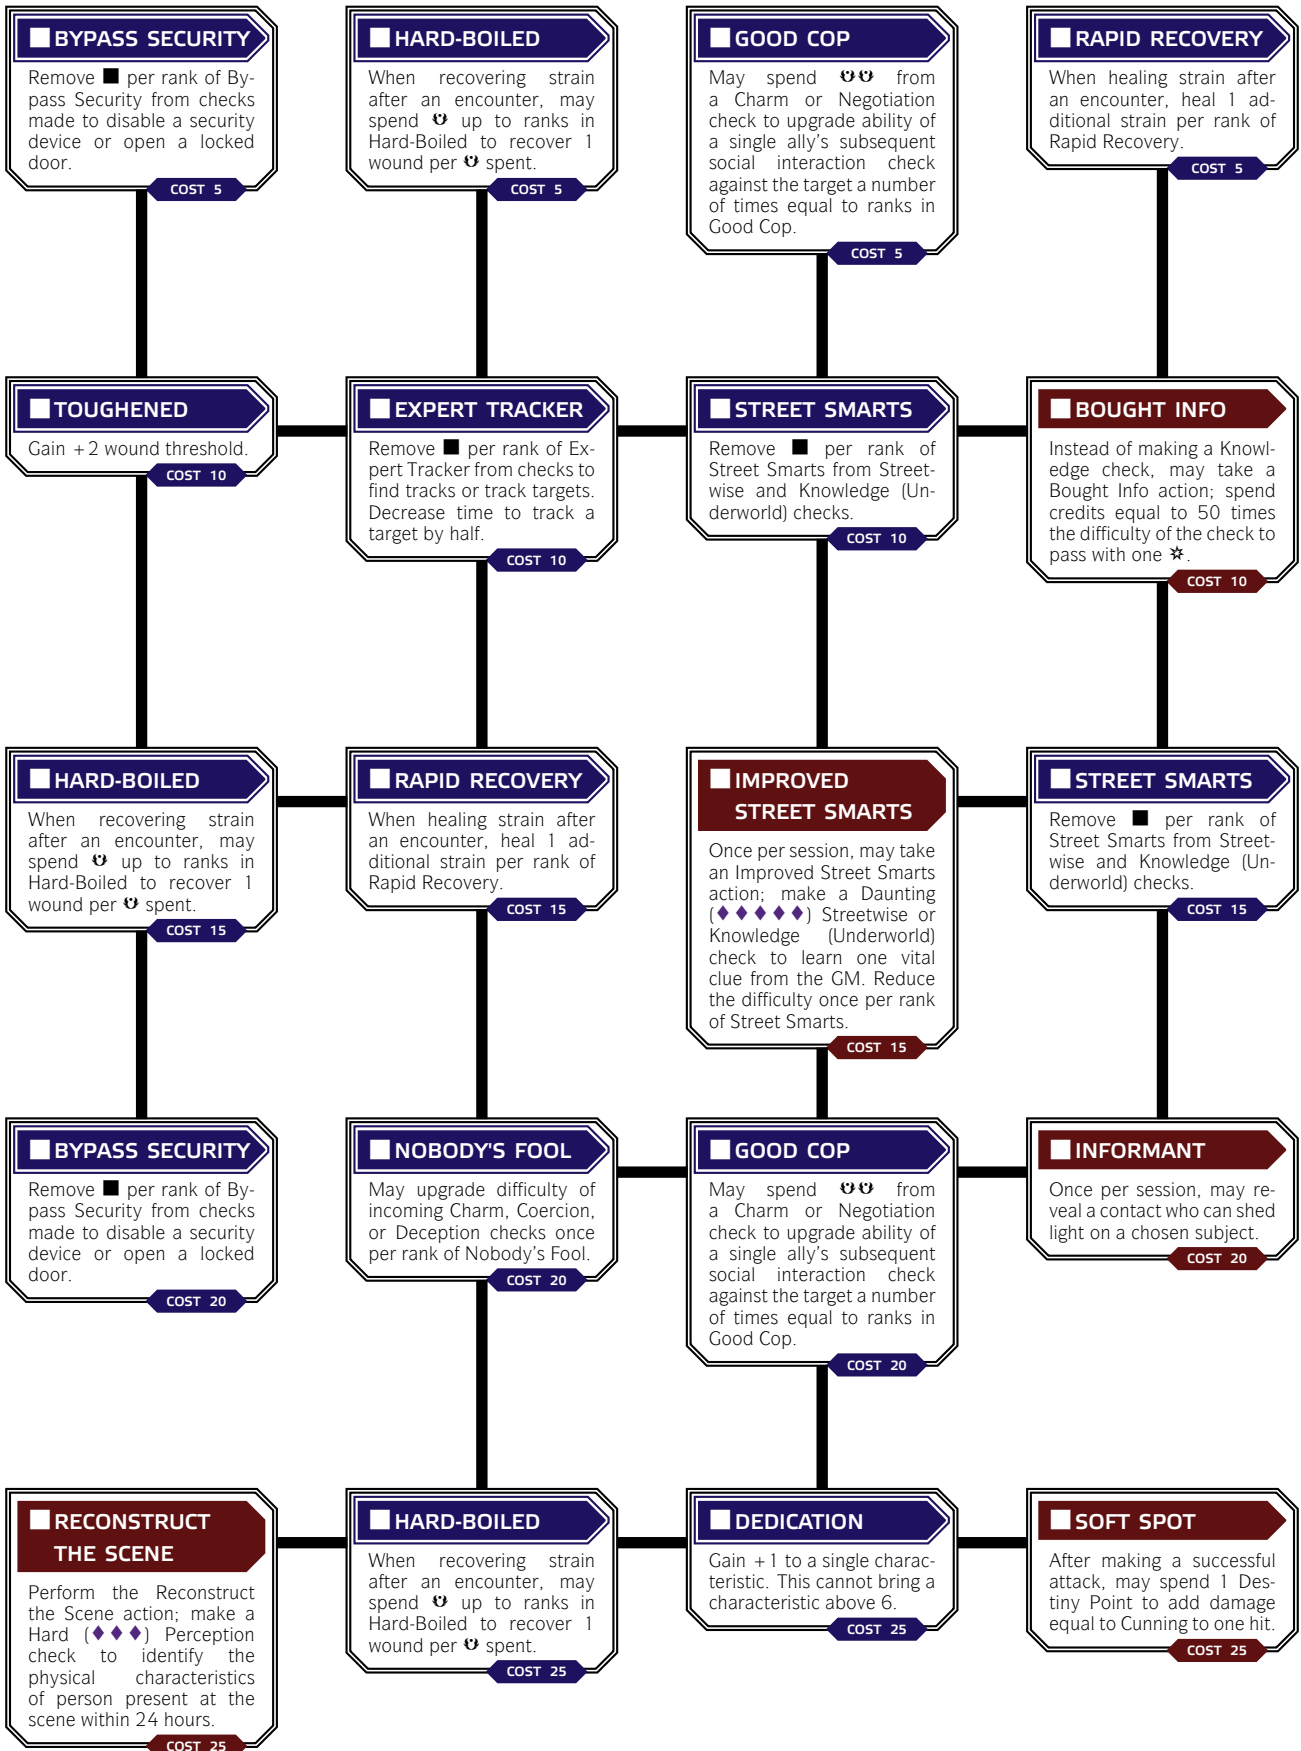 BYPASS SECURITY
Remove ■ per rank of By-
pass Security from checks
made to disable a security
device or open a locked
door.
COST 5
HARD-BOILED
When recovering strain
after an encounter, may
spend up to ranks in
Hard-Boiled to recover 1
wound per spent.
COST 5
GOOD COP
May spend from
a Charm or Negotiation
check to upgrade ability of
a single ally's subsequent
social interaction check
against the target a number
of times equal to ranks in
Good Cop.
COST 5
RAPID RECOVERY
When healing strain after
an encounter, heal 1 ad-
ditional strain per rank of
Rapid Recovery.
COST 5
TOUGHENED
Gain +2 wound threshold.
COST 10
EXPERT TRACKER
Remove ■ per rank of Ex-
pert Tracker from checks to
find tracks or track targets.
Decrease time to track a
target by half.
COST 10
STREET SMARTS
Remove ■ per rank of
Street Smarts from Street-
wise and Knowledge (Un-
derworld) checks.
COST 10
BOUGHT INFO
Instead of making a Knowl-
edge check, may take a
Bought Info action; spend
credits equal to 50 times
the difficulty of the check to
pass with one .
COST 10
HARD-BOILED
When recovering strain
after an encounter, may
spend up to ranks in
Hard-Boiled to recover 1
wound per spent.
COST 15
RAPID RECOVERY
When healing strain after
an encounter, heal 1 ad-
ditional strain per rank of
Rapid Recovery.
COST 15
IMPROVED
STREET SMARTS
Once per session, may take
an Improved Street Smarts
action; make a Daunting
(♦♦♦♦♦) Streetwise or
Knowledge (Underworld)
check to learn one vital
clue from the GM. Reduce
the difficulty once per rank
of Street Smarts.
COST 15
STREET SMARTS
Remove ■ per rank of
Street Smarts from Street-
wise and Knowledge (Un-
derworld) checks.
COST 15
BYPASS SECURITY
Remove ■ per rank of By-
pass Security from checks
made to disable a security
device or open a locked
door.
COST 20
NOBODY'S FOOL
May upgrade difficulty of
incoming Charm, Coercion,
or Deception checks once
per rank of Nobody's Fool.
COST 20
GOOD COP
May spend from
a Charm or Negotiation
check to upgrade ability of
a single ally's subsequent
social interaction check
against the target a number
of times equal to ranks in
Good Cop.
COST 20
INFORMANT
Once per session, may re-
veal a contact who can shed
light on a chosen subject.
COST 20
RECONSTRUCT
THE SCENE
Perform the Reconstruct
the Scene action; make a
Hard (♦♦♦) Perception
check to identify the
physical characteristics
of person present at the
scene within 24 hours.
COST 25
HARD-BOILED
When recovering strain
after an encounter, may
spend up to ranks in
Hard-Boiled to recover 1
wound per spent.
COST 25
DEDICATION
Gain +1 to a single charac-
teristic. This cannot bring a
characteristic above 6.
COST 25
SOFT SPOT
After making a successful
attack, may spend 1 Des-
tiny Point to add damage
equal to Cunning to one hit.
COST 25